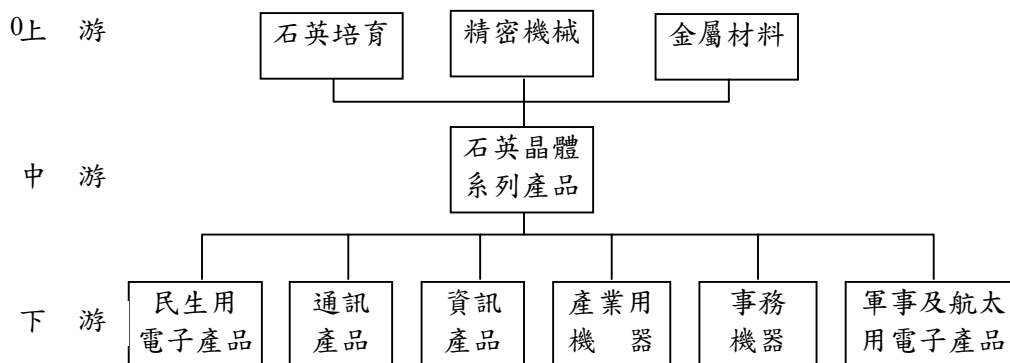 0上 游
石英培育
精密機械
金屬材料
中 游
石英晶體
系列產品
下 游
民生用
電子產品
通訊
產品
資訊
產品
產業用
機 器
事務
機器
軍事及航太
用電子產品